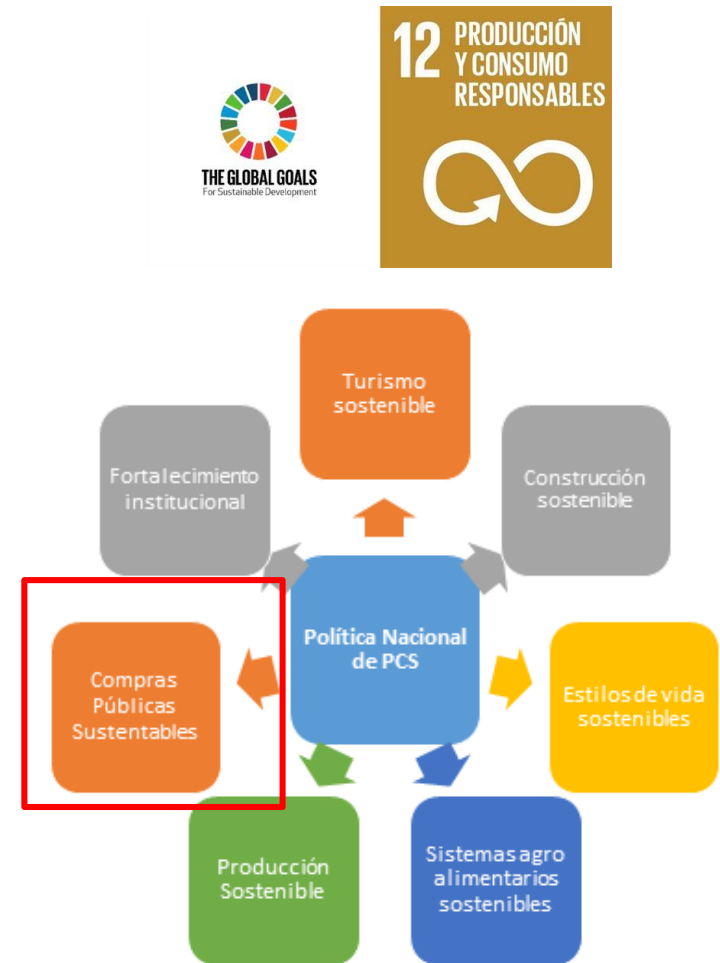 12 PRODUCCIÓN
Y CONSUMO
RESPONSABLES
THE GLOBAL GOALS
For Sustainable Development
Turismo
sostenible
Fortalecimiento
institucional
Construcción
sostenible
Política Nacional
de PCS
Compras
Públicas
Sustentables
Estilos de vida
sostenibles
Producción
Sostenible
Sistemas agro
alimentarios
sostenibles